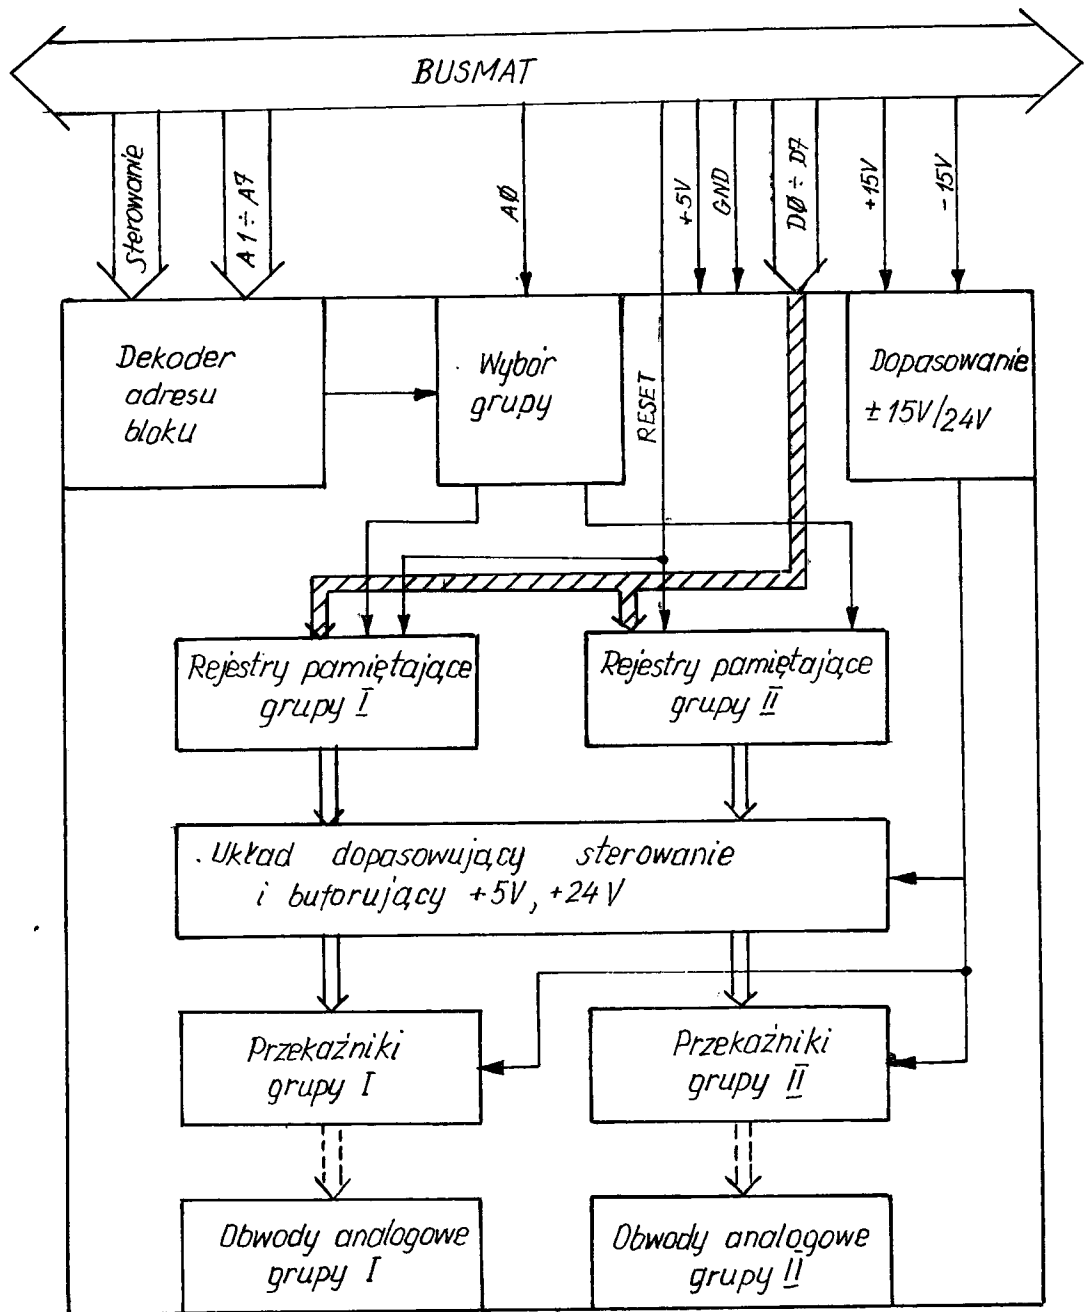 BUSMAT
Sterowanie
A1÷A7
AØ
+5V
GND
DØ÷D7
+15V
-15V
Dekoder
adresu
bloku
Wybór
grupy
RESET
Dopasowanie
±15V/24V
Rejestry pamiętające
grupy I
Rejestry pamiętające
grupy II
Układ dopasowujący sterowanie
i buforujący +5V, +24V
Przekaźniki
grupy I
Przekaźniki
grupy II
Obwody analogowe
grupy I
Obwody analogowe
grupy II